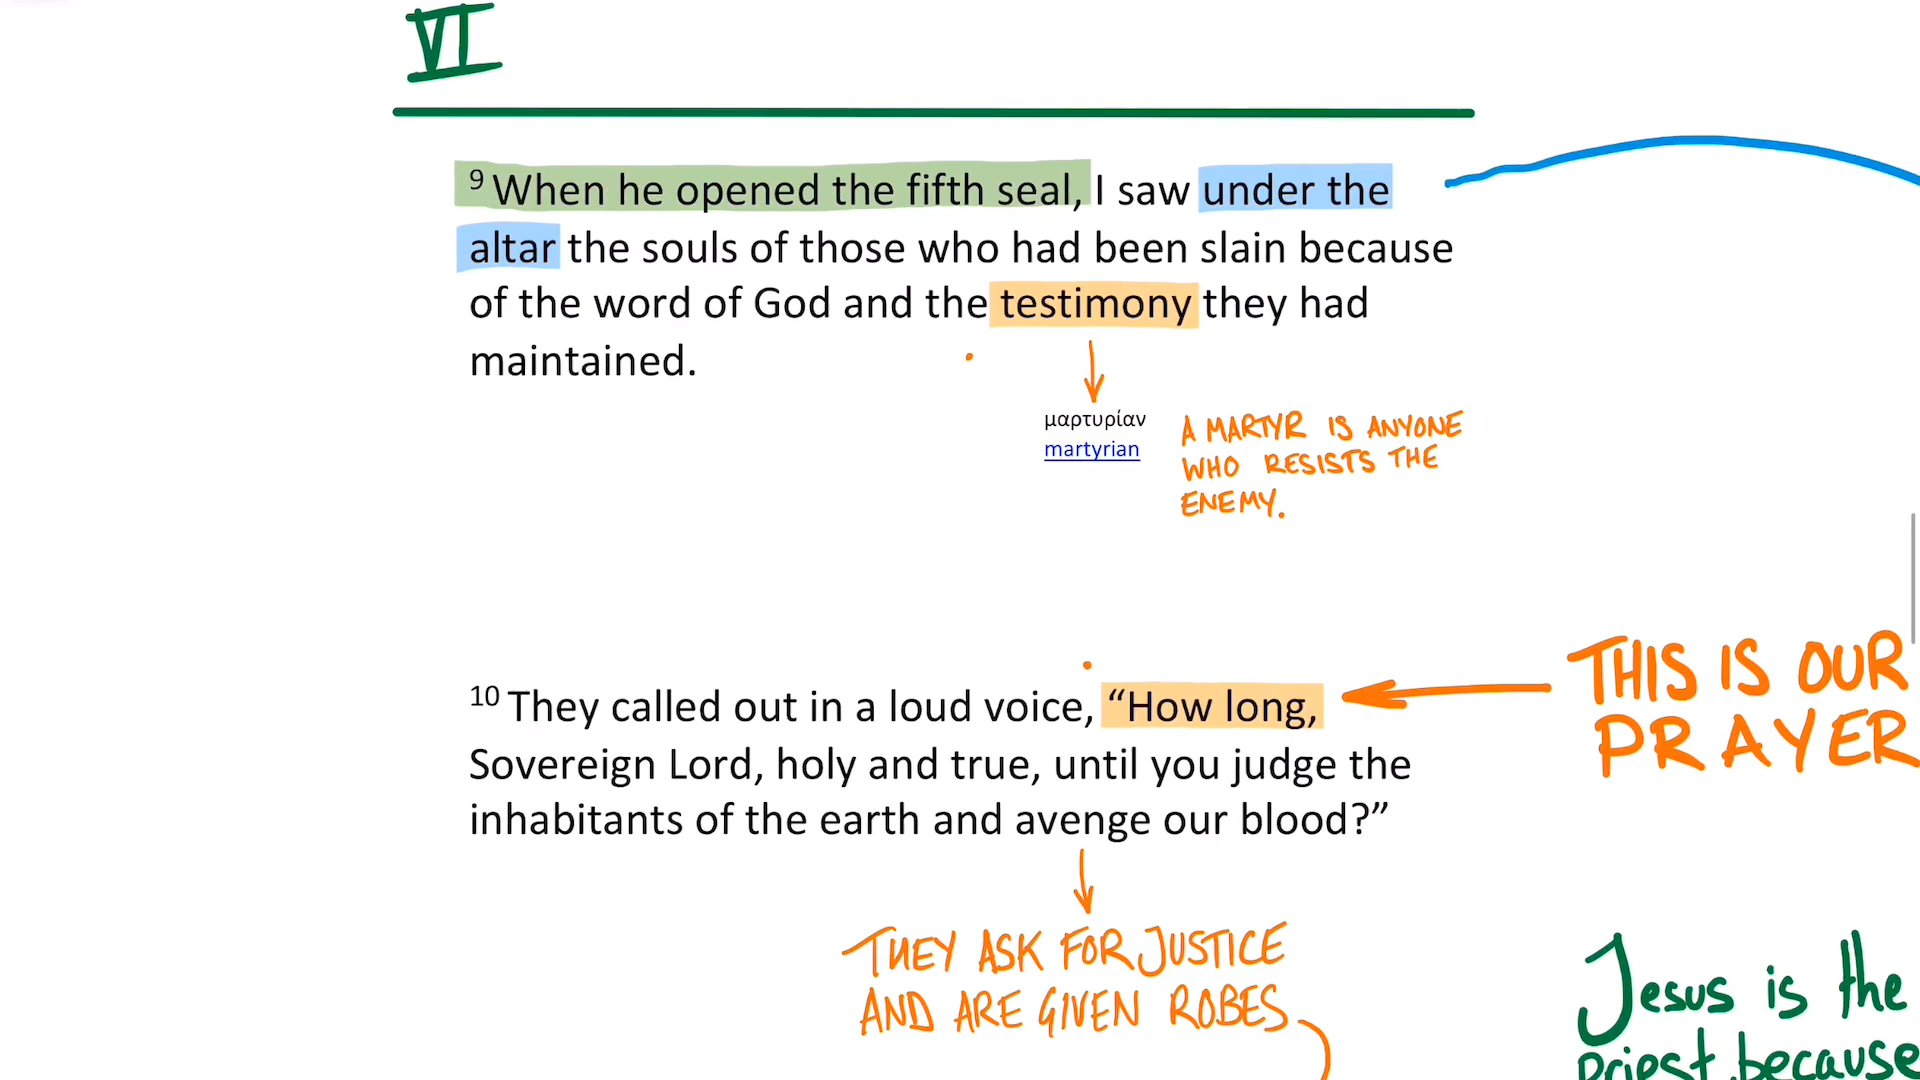 VI
9 When he opened the fifth seal, I saw under the
altar the souls of those who had been slain because
of the word of God and the testimony they had
maintained.
μαρτυρίαν
martyrian
A MARTYR IS ANYONE
WHO RESISTS THE
ENEMY.
10 They called out in a loud voice, “How long,
Sovereign Lord, holy and true, until you judge the
inhabitants of the earth and avenge our blood?”
THIS IS OUR
PRAYER
THEY ASK FOR JUSTICE
AND ARE GIVEN ROBES
Jesus is the
priest, because